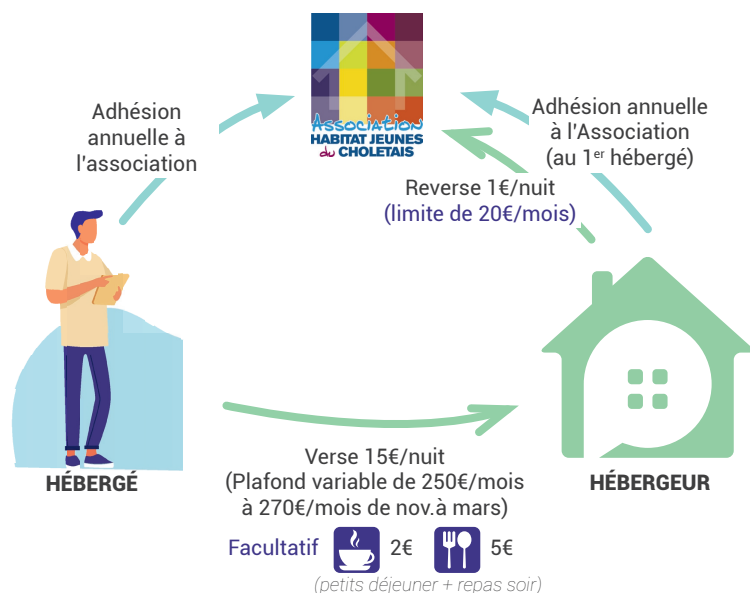 Association
HABITAT JEUNES
du CHOLETAIS
Adhésion
annuelle à
l'association
Adhésion annuelle
à l'Association
(au 1er hébergé)
Reverse 1€/nuit
(limite de 20€/mois)
HÉBERGÉ
HÉBERGEUR
Verse 15€/nuit
(Plafond variable de 250€/mois
à 270€/mois de nov.à mars)
Facultatif 2€ 5€
(petits déjeuner + repas soir)